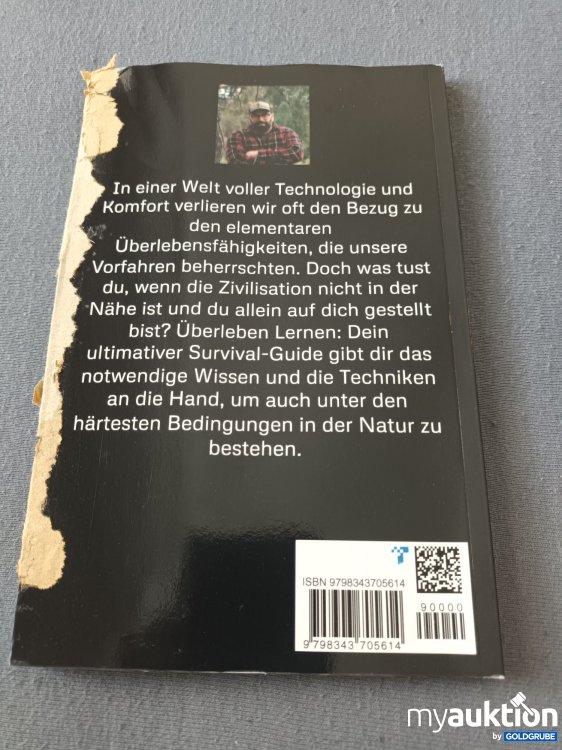 In einer Welt voller Technologie und
Komfort verlieren wir oft den Bezug zu
den elementaren
Überlebensfähigkeiten, die unsere
Vorfahren beherrschten. Doch was tust
du, wenn die Zivilisation nicht in der
Nähe ist und du allein auf dich gestellt
bist? Überleben Lernen: Dein
ultimativer Survival-Guide gibt dir das
notwendige Wissen und die Techniken
an die Hand, um auch unter den
härtesten Bedingungen in der Natur zu
bestehen.
ISBN 9798343705614
90000
9 798343 705614
myauktion
by GOLDGRUBE